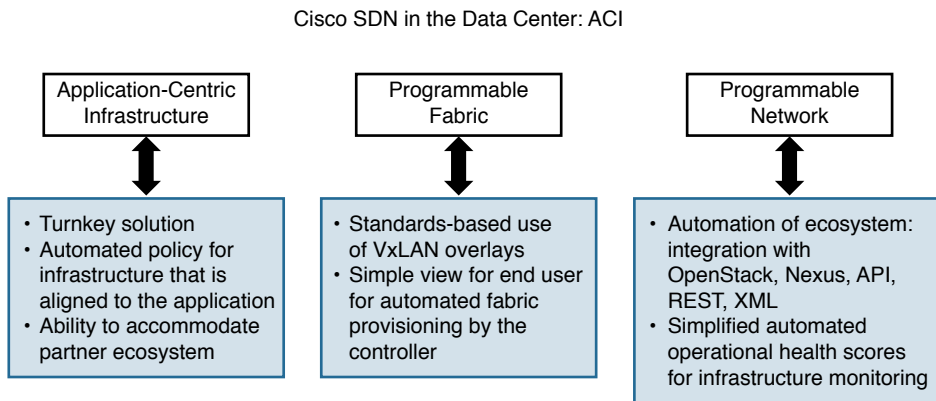 Cisco SDN in the Data Center: ACI
Application-Centric
Infrastructure
• Turnkey solution
• Automated policy for
infrastructure that is
aligned to the application
• Ability to accommodate
partner ecosystem
Programmable
Fabric
• Standards-based use
of VxLAN overlays
• Simple view for end user
for automated fabric
provisioning by the
controller
Programmable
Network
• Automation of ecosystem:
integration with
OpenStack, Nexus, API,
REST, XML
• Simplified automated
operational health scores
for infrastructure monitoring